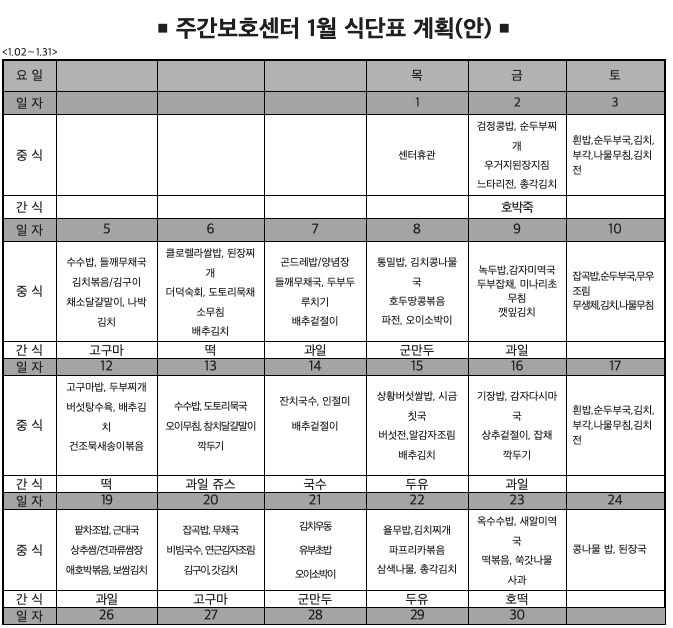 ■ 주간보호센터 1월 식단표 계획(안) ■
<1.02~1.31>
요 일 목 금 토
일 자 1 2 3
중 식
센터휴관
검정콩밥, 순두부찌
개
우거지된장지짐
느타리전, 총각김치
흰밥,순두부국,김치,
부각,나물무침,김치
전
간 식 호박죽
일 자 5 6 7 8 9 10
중 식
수수밥, 들깨무채국
김치볶음/김구이
채소달걀말이, 나박
김치
클로렐라쌀밥, 된장찌
개
더덕숙회, 도토리묵채
소무침
배추김치
곤드레밥/양념장
들깨무채국, 두부두
루치기
배추겉절이
통밀밥, 김치콩나물
국
호두땅콩볶음
파전, 오이소박이
녹두밥,감자미역국
두부잡채, 미나리초
무침
깻잎김치
잡곡밥,순두부국,무우
조림
무생체,김치,나물무침
간 식 고구마 떡 과일 군만두 과일
일 자 12 13 14 15 16 17
중 식
고구마밥, 두부찌개
버섯탕수육, 배추김
치
건조묵새송이볶음
수수밥, 도토리묵국
오이무침, 참치달걀말이
깍두기
잔치국수, 인절미
배추겉절이
상황버섯쌀밥, 시금
칫국
버섯전,알감자조림
배추김치
기장밥, 감자다시마
국
상추겉절이, 잡채
깍두기
흰밥,순두부국,김치,
부각,나물무침,김치
전
간 식 떡 과일 쥬스 국수 두유 과일
일 자 19 20 21 22 23 24
중 식
팥차조밥, 근대국
상추쌈/견과류쌈장
애호박볶음, 보쌈김치
잡곡밥, 무채국
비빔국수, 연근감자조림
김구이, 갓김치
김치우동
유부초밥
오이소박이
율무밥,김치찌개
파프리카볶음
삼색나물, 총각김치
옥수수밥, 새알미역
국
떡볶음, 쑥갓나물
사과
콩나물 밥, 된장국
간 식 과일 고구마 군만두 두유 호떡
일 자 26 27 28 29 30